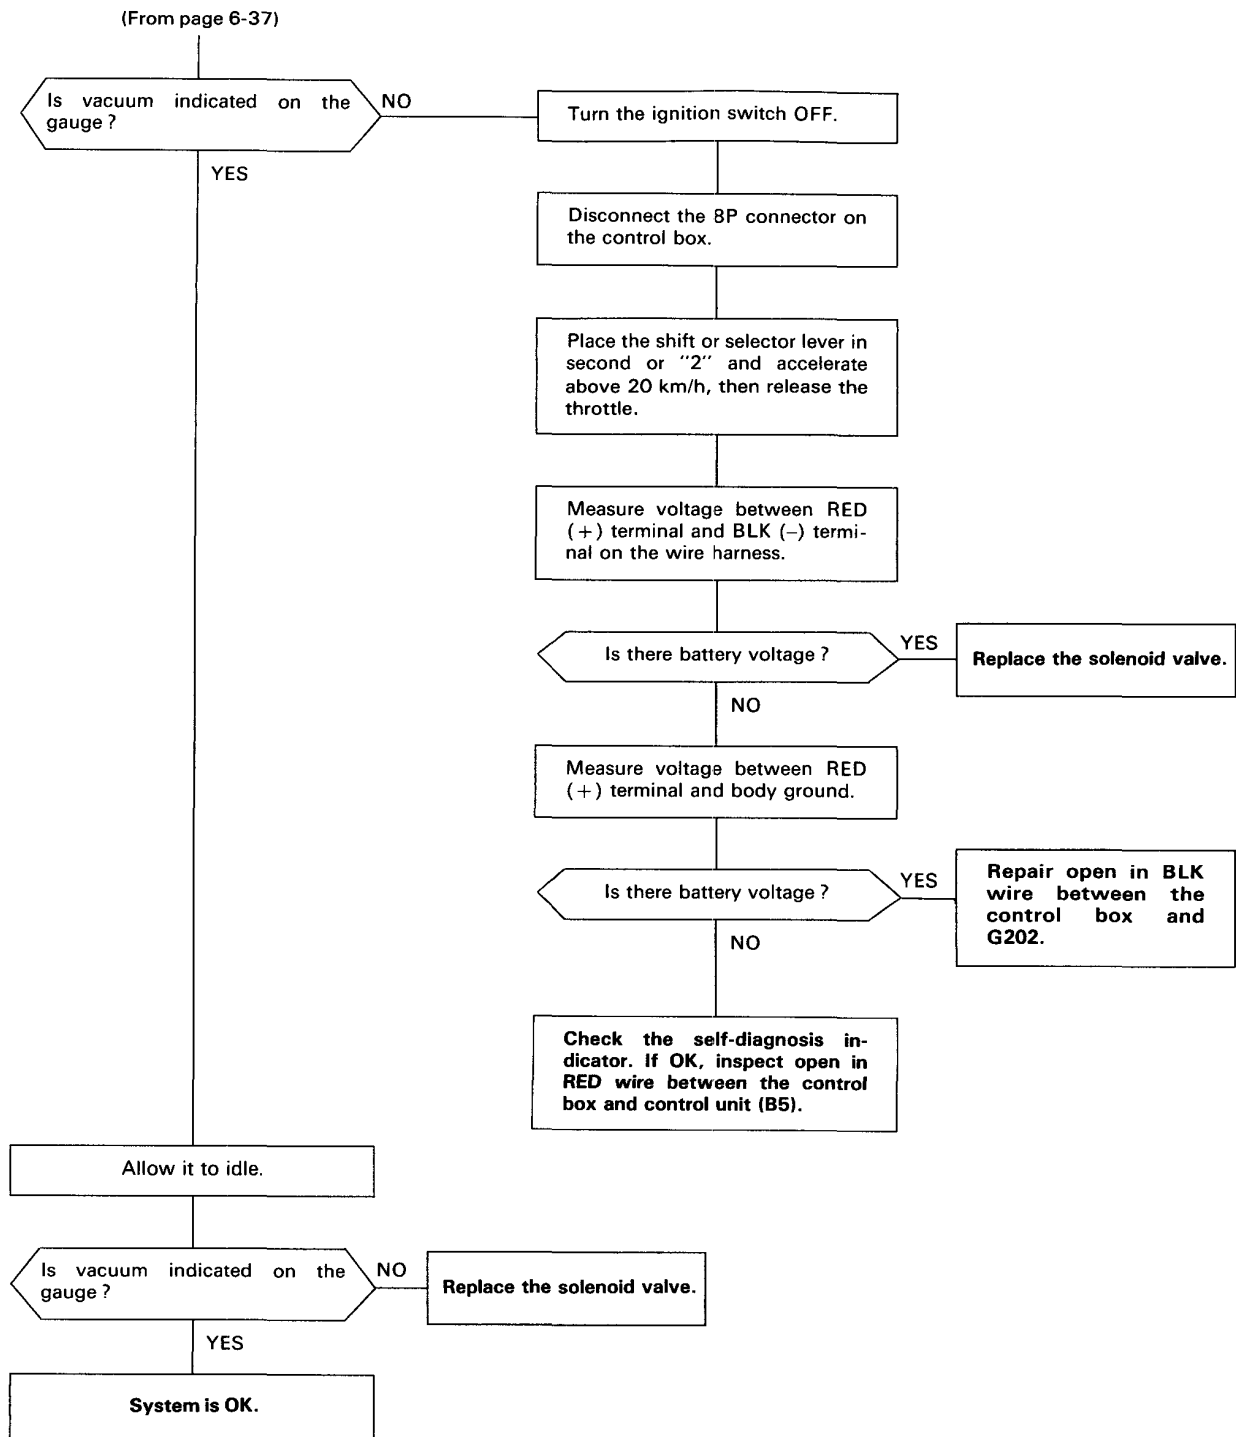 (From page 6-37)
Is vacuum indicated on the
gauge ?
NO
YES
Turn the ignition switch OFF.
Disconnect the 8P connector on
the control box.
Place the shift or selector lever in
second or "2" and accelerate
above 20 km/h, then release the
throttle.
Measure voltage between RED
(+) terminal and BLK (–) termi-
nal on the wire harness.
Is there battery voltage ?
YES
Replace the solenoid valve.
NO
Measure voltage between RED
(+) terminal and body ground.
Is there battery voltage ?
YES
Repair open in BLK
wire between the
control box and
G202.
NO
Check the self-diagnosis in-
dicator. If OK, inspect open in
RED wire between the control
box and control unit (B5).
Allow it to idle.
Is vacuum indicated on the
gauge ?
NO
Replace the solenoid valve.
YES
System is OK.